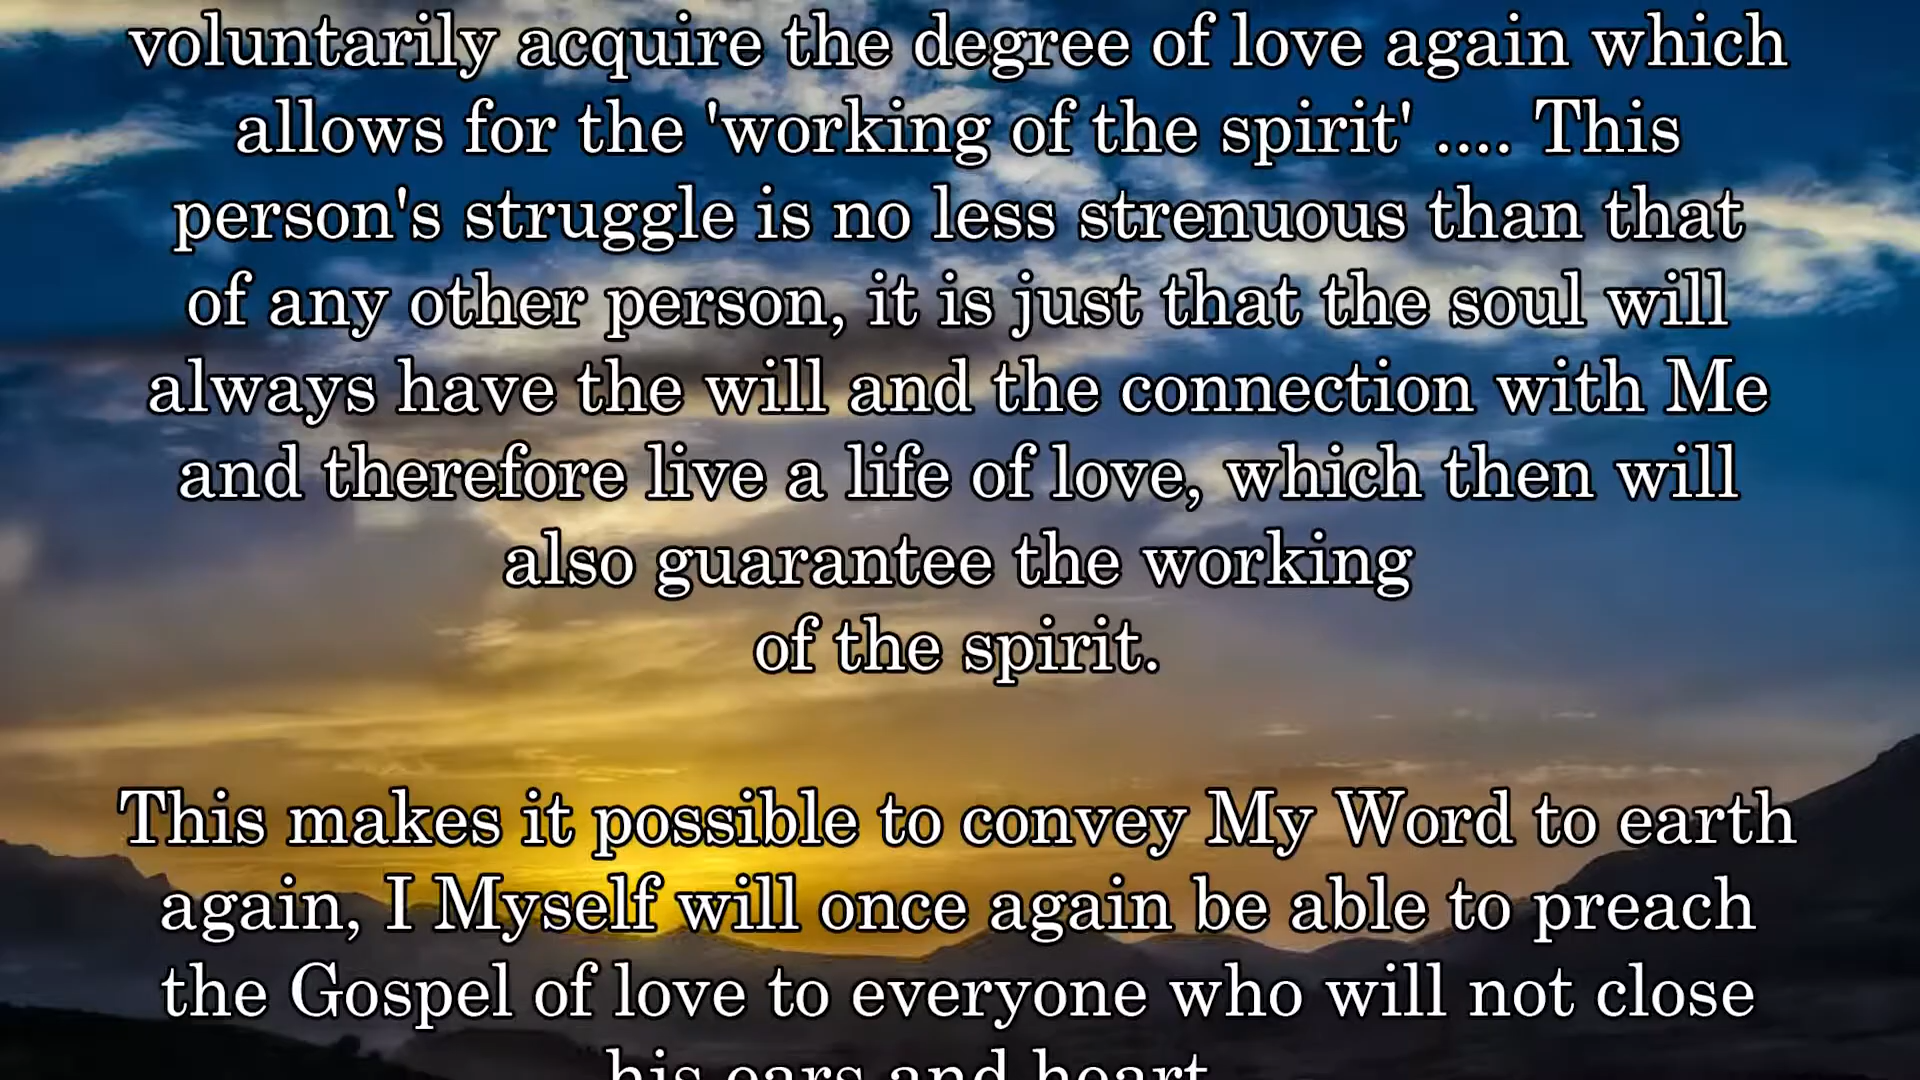 voluntarily acquire the degree of love again which
allows for the 'working of the spirit' .... This
person's struggle is no less strenuous than that
of any other person, it is just that the soul will
always have the will and the connection with Me
and therefore live a life of love, which then will
also guarantee the working
of the spirit.
This makes it possible to convey My Word to earth
again, I Myself will once again be able to preach
the Gospel of love to everyone who will not close
his ears and heart